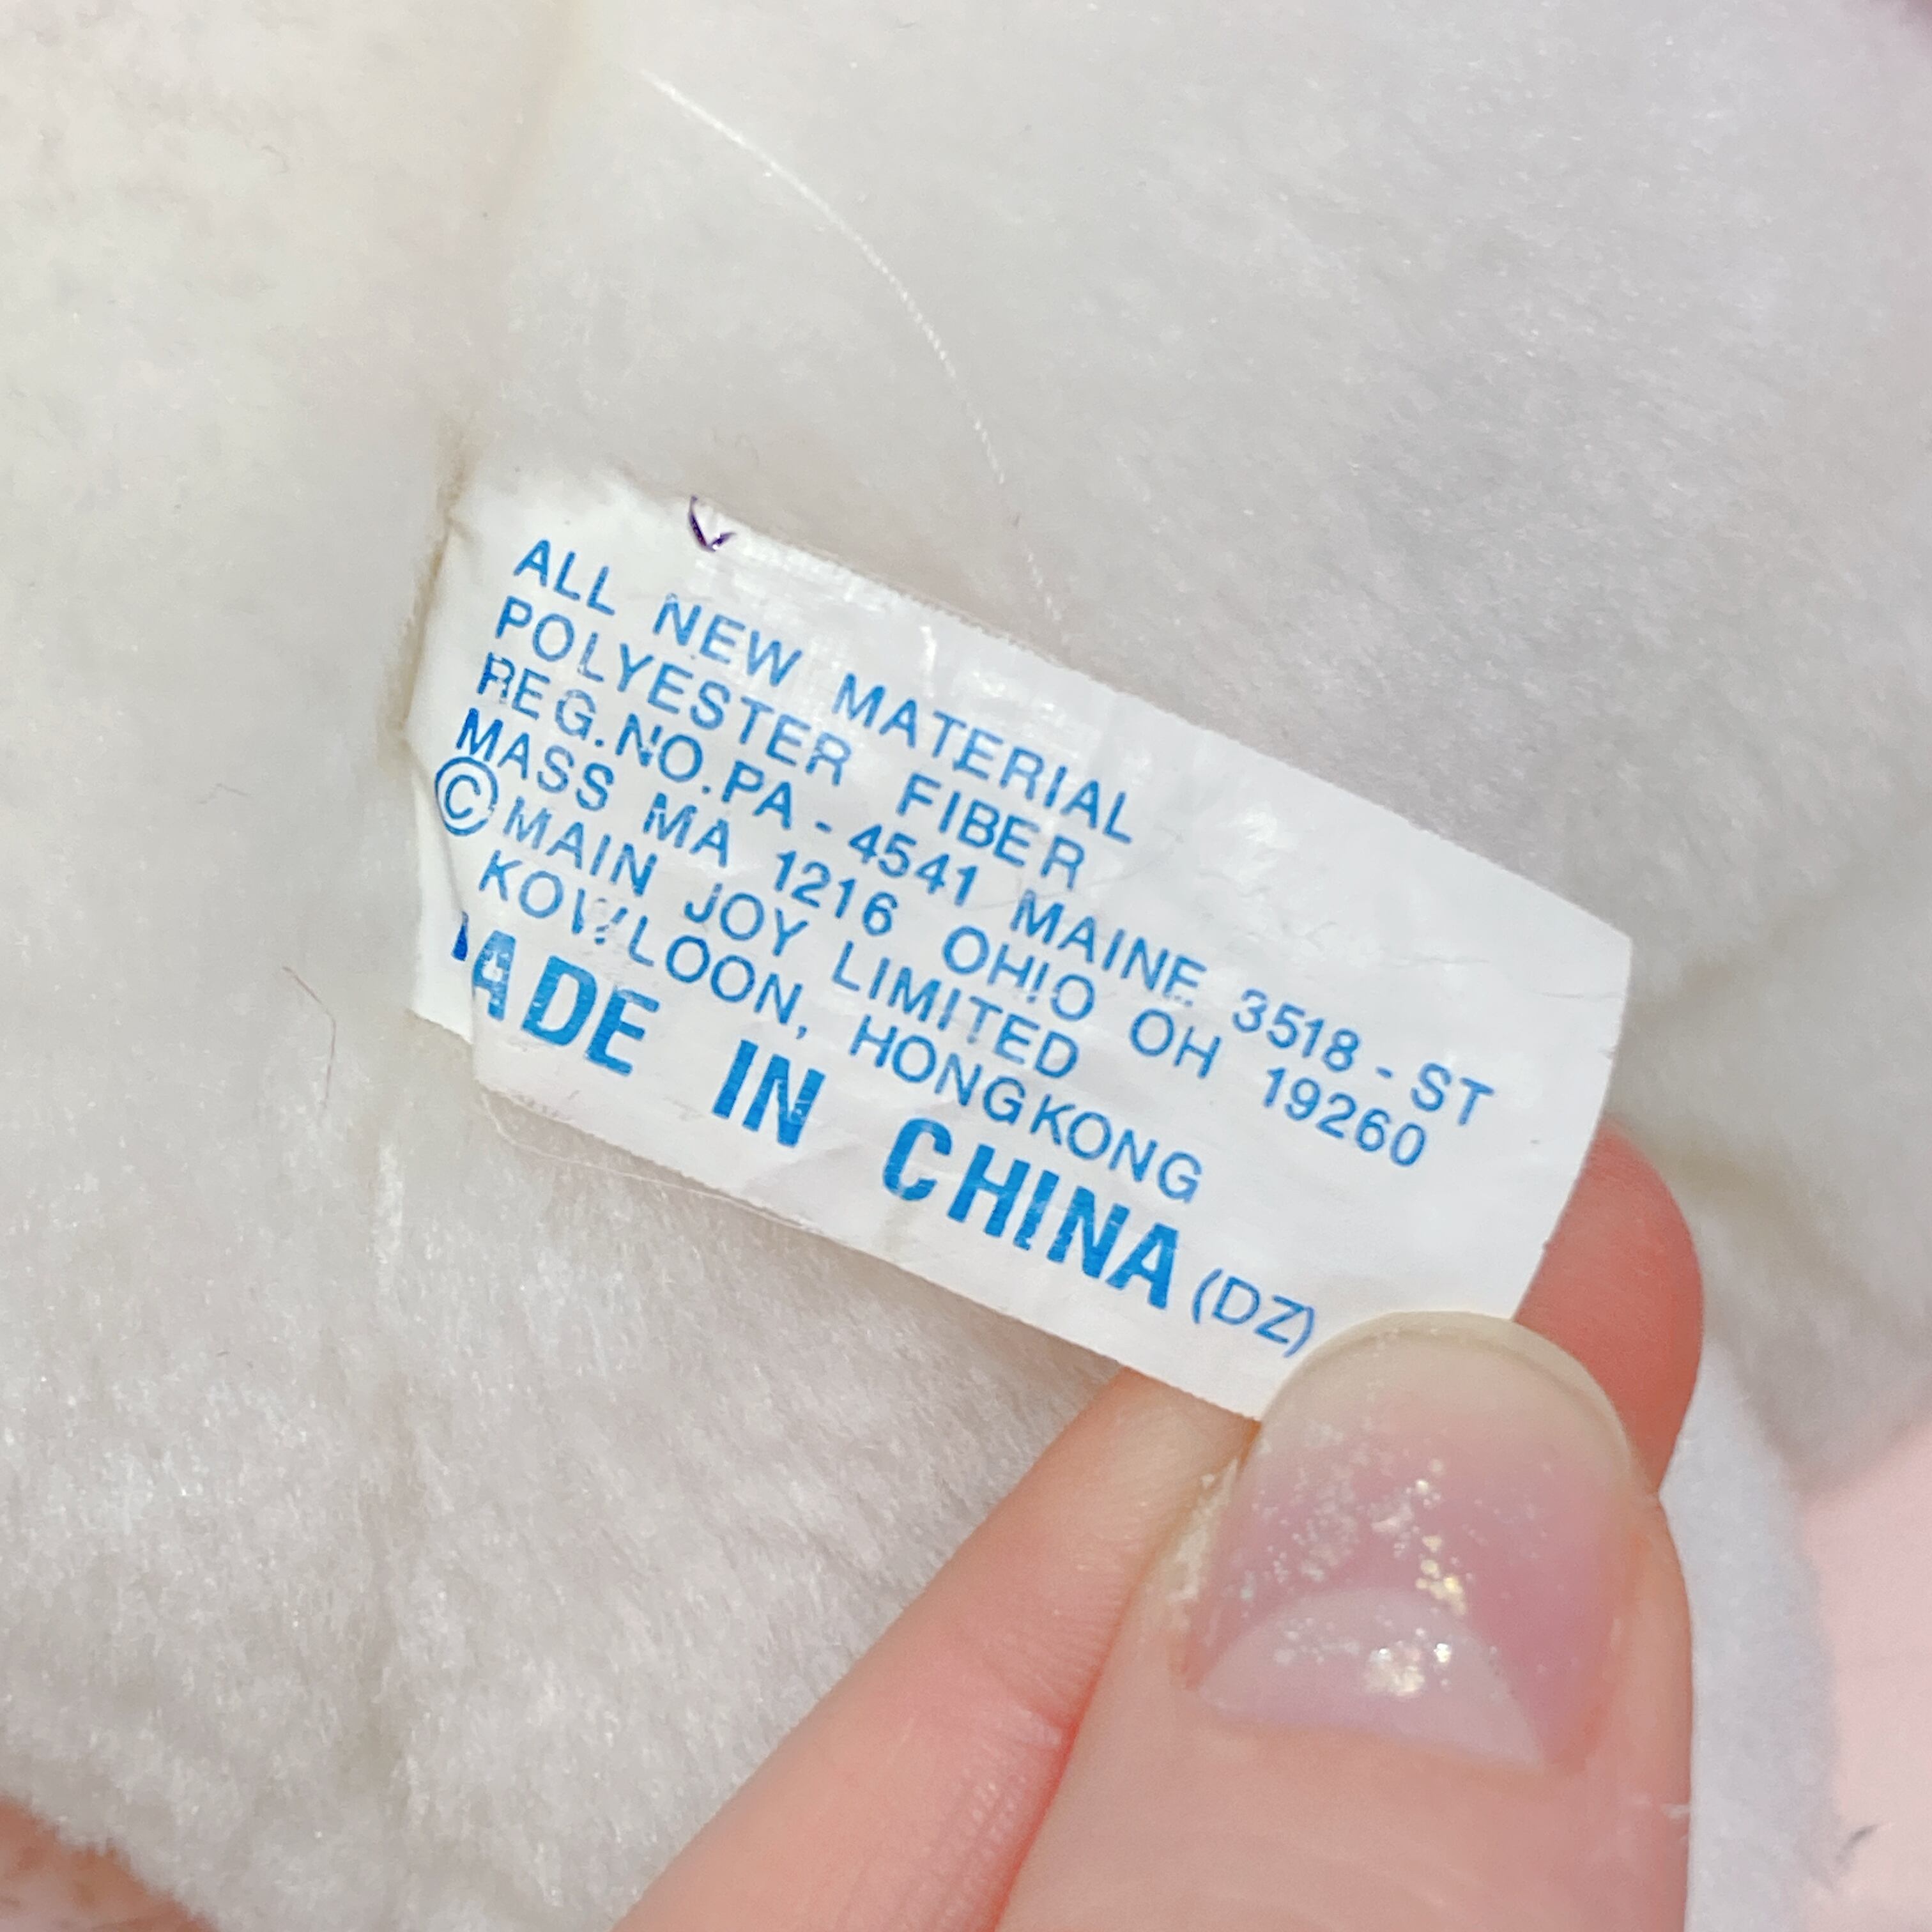 ALL NEW MATERIAL
POLYESTER FIBER
REG.NO.PA-4541 MAINE 3518-ST
MASS MA 1216 OHIO OH 19260
©MAIN JOY LIMITED
KOWLOON, HONGKONG
MADE IN CHINA (DZ)